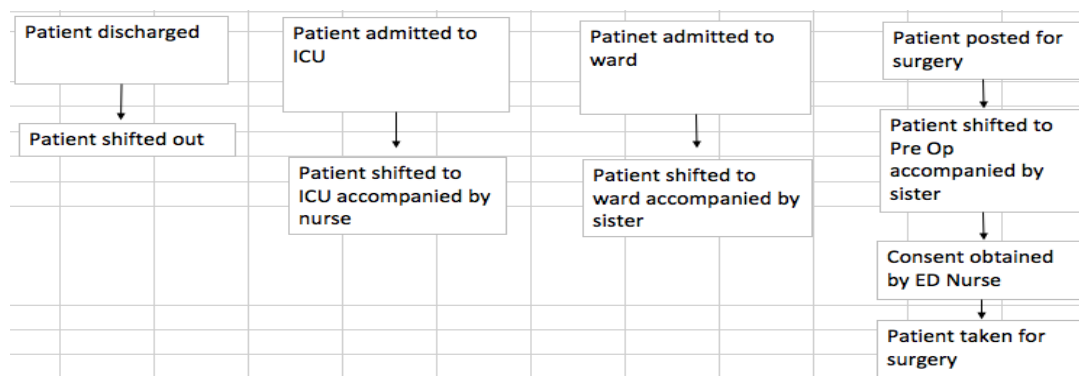 Patient discharged
Patient shifted out
Patient admitted to
ICU
Patient shifted to
ICU accompanied by
nurse
Patinet admitted to
ward
Patient shifted to
ward accompanied by
sister
Patient posted for
surgery
Patient shifted to
Pre Op
accompanied by
sister
Consent obtained
by ED Nurse
Patient taken for
surgery